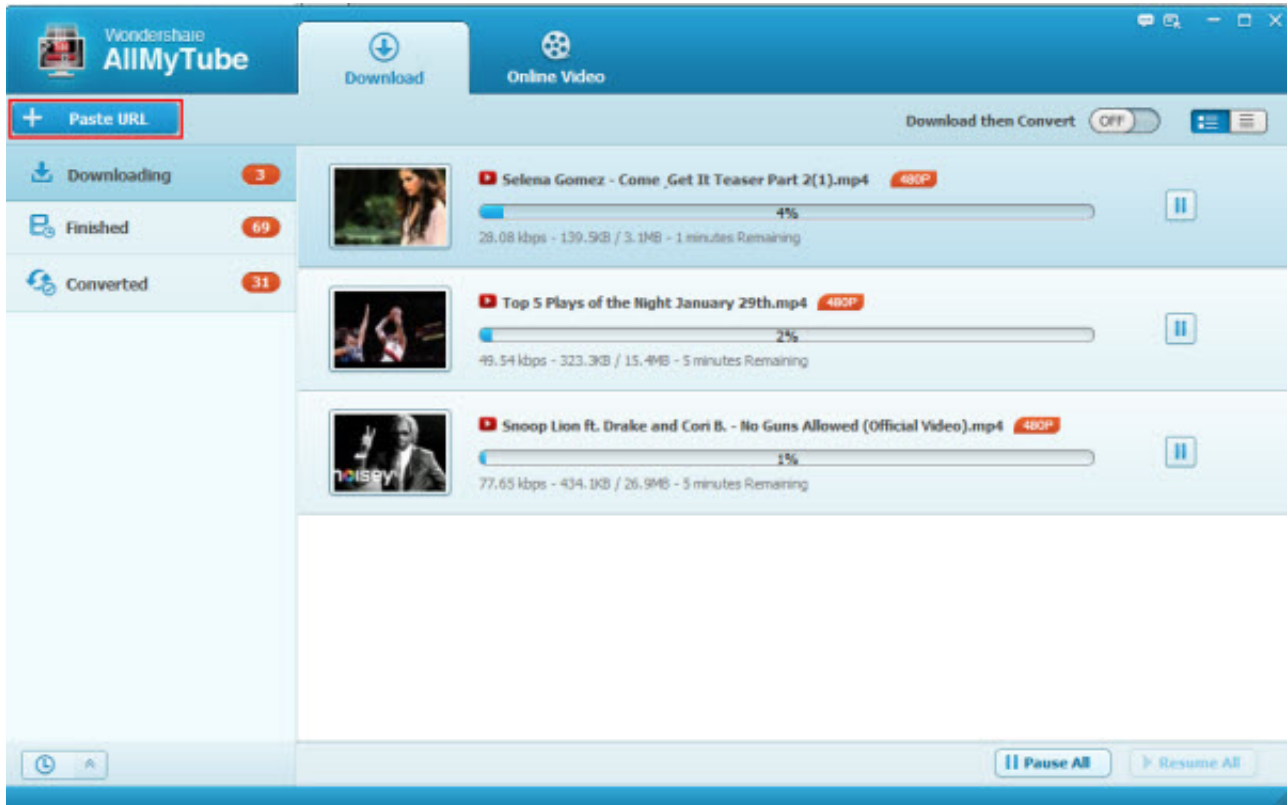 Wondershare
AllMyTube
Download
Online Video
Paste URL
Download then Convert OFF
Downloading 3
Finished 69
Converted 31
Selena Gomez - Come _Get It Teaser Part 2(1).mp4 480P
4%
28.08 kbps - 139.5KB / 3.1MB - 1 minutes Remaining
Top 5 Plays of the Night January 29th.mp4 480P
2%
49.54 kbps - 323.3KB / 15.4MB - 5 minutes Remaining
noisey
Snoop Lion ft. Drake and Cori B. - No Guns Allowed (Official Video).mp4 480P
1%
77.65 kbps - 434.1KB / 26.9MB - 5 minutes Remaining
Pause All
Resume All